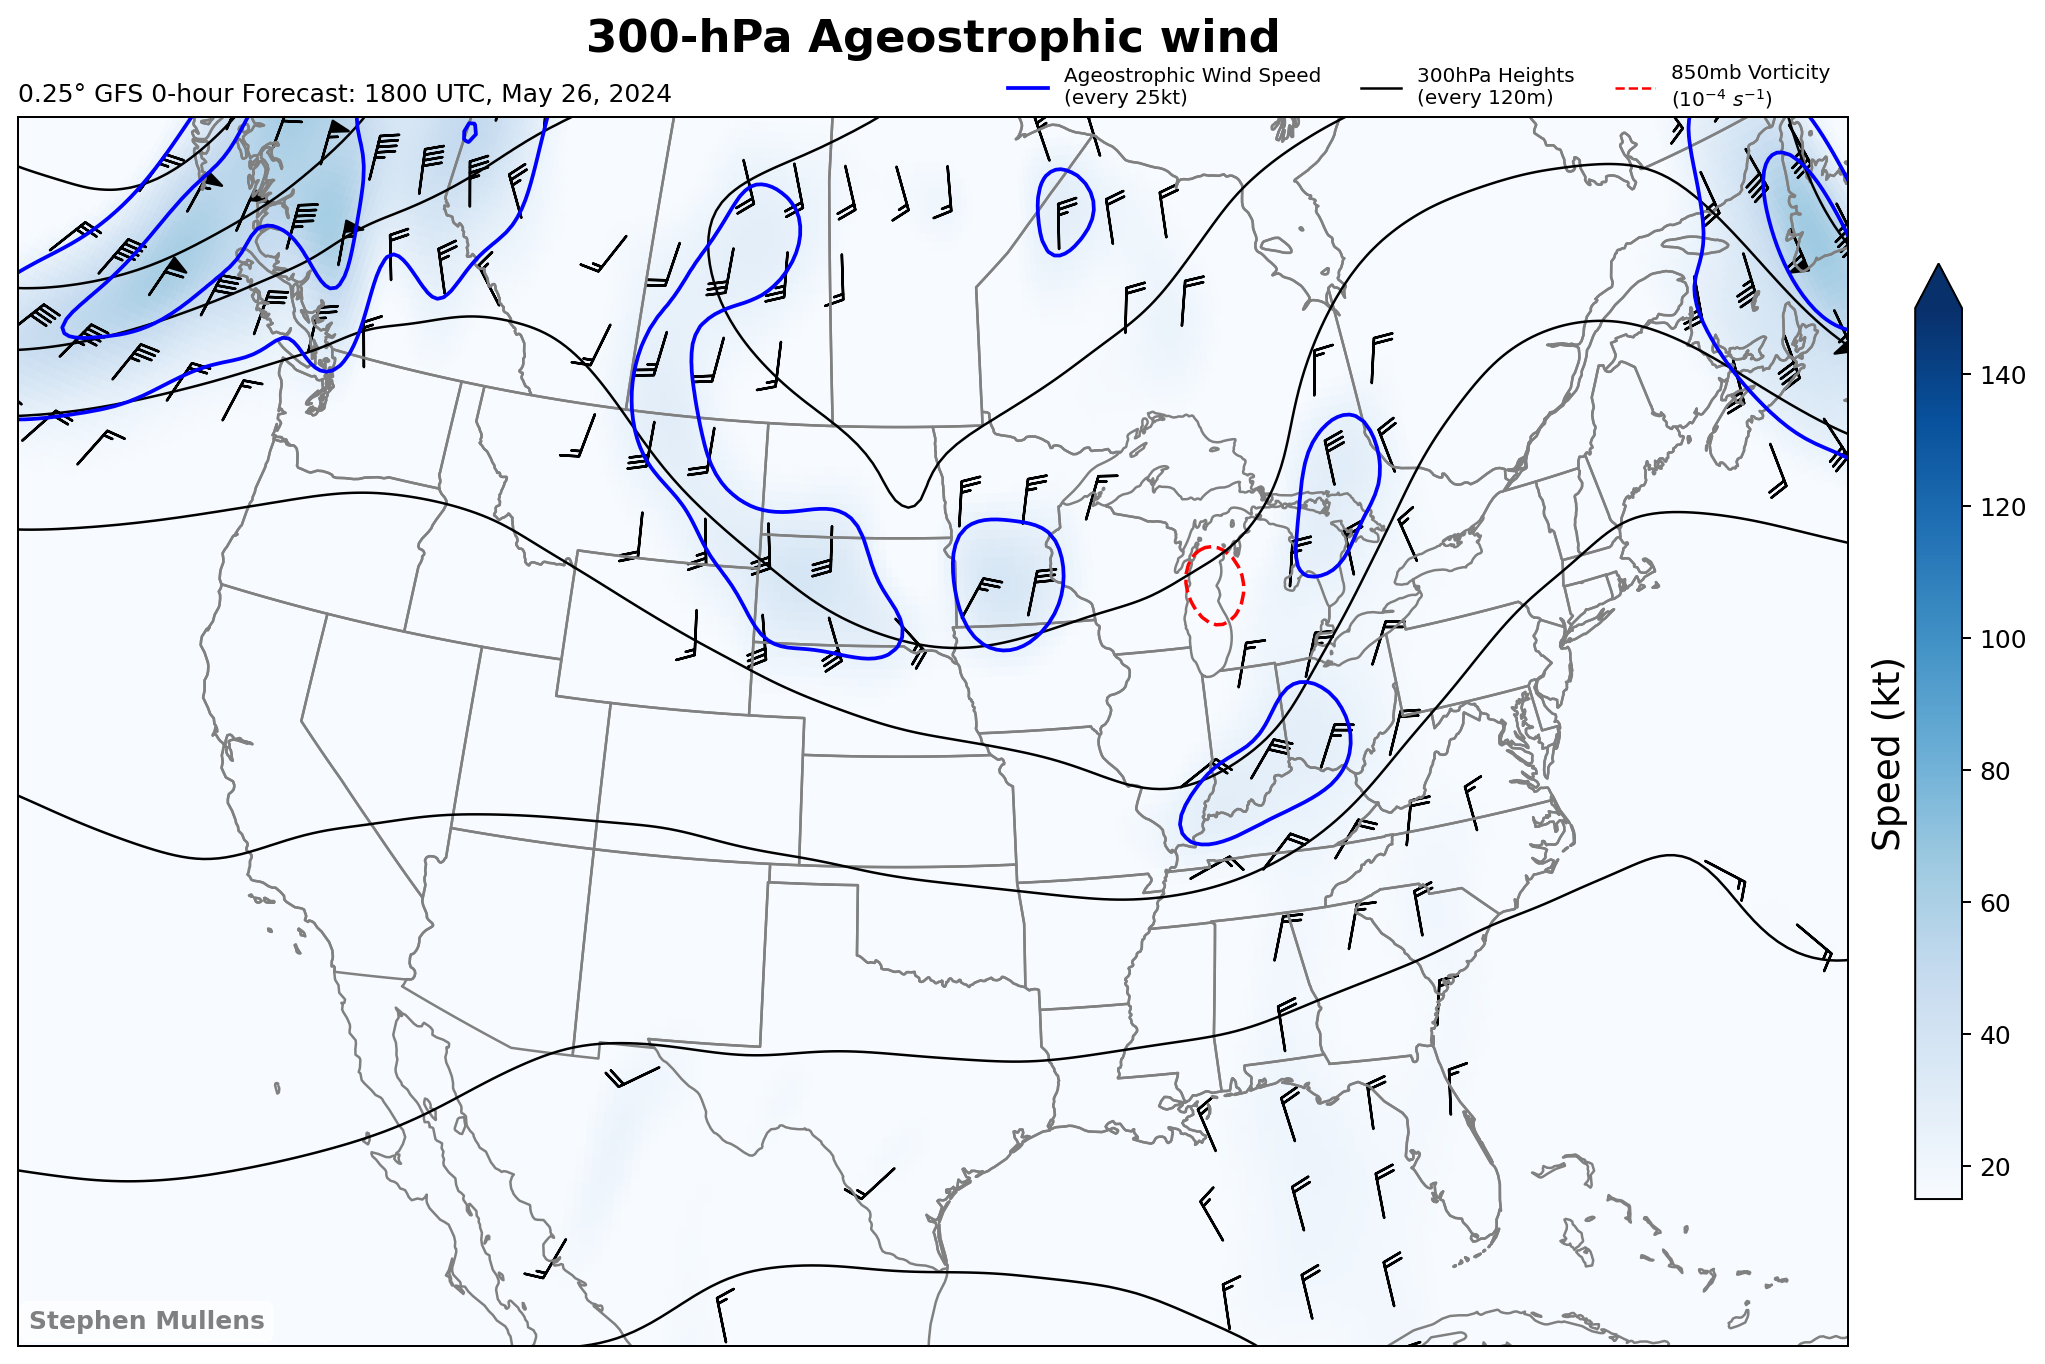 300-hPa Ageostrophic wind
0.25° GFS 0-hour Forecast: 1800 UTC, May 26, 2024
Ageostrophic Wind Speed
(every 25kt)
300hPa Heights
(every 120m)
850mb Vorticity
(10⁻⁴ s⁻¹)
140
120
100
80
60
40
20
Speed (kt)
Stephen Mullens